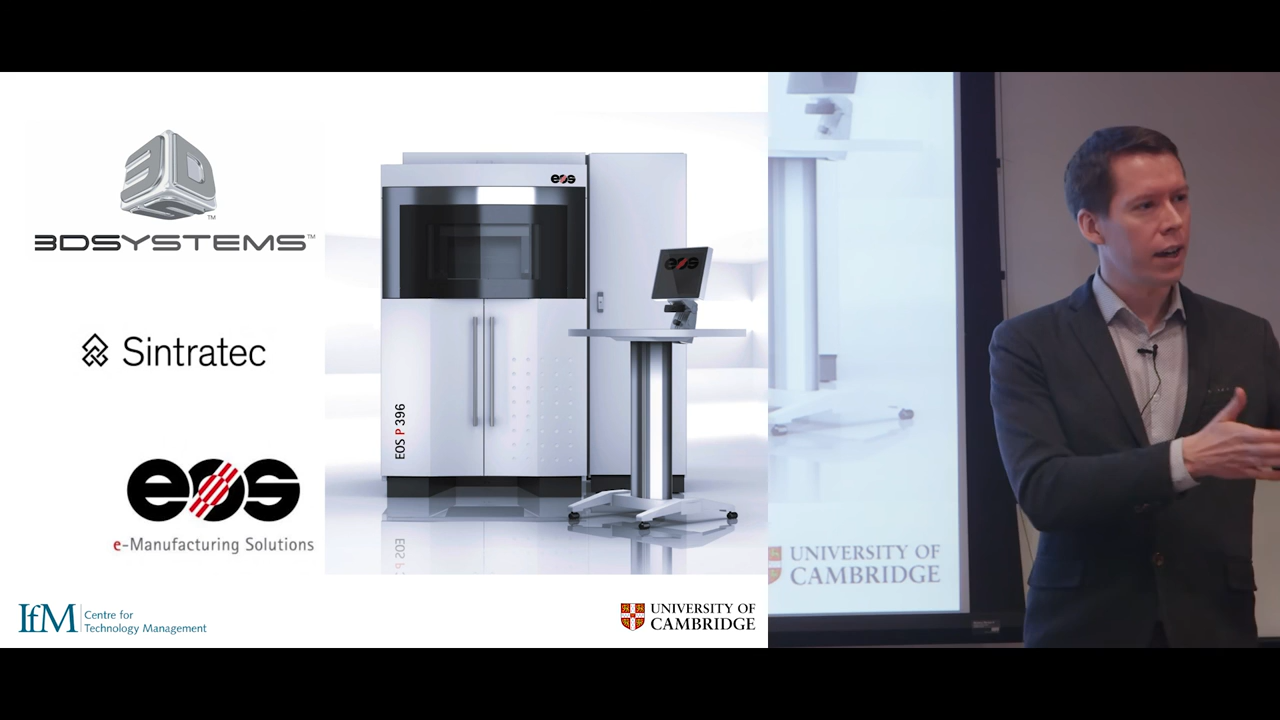 3D
3DSYSTEMS™
Sintratec
eos
e-Manufacturing Solutions
eos
eos
EOS P 396
IfM Centre for
Technology Management
UNIVERSITY OF
CAMBRIDGE
UNIVERSITY OF
CAMBRIDGE